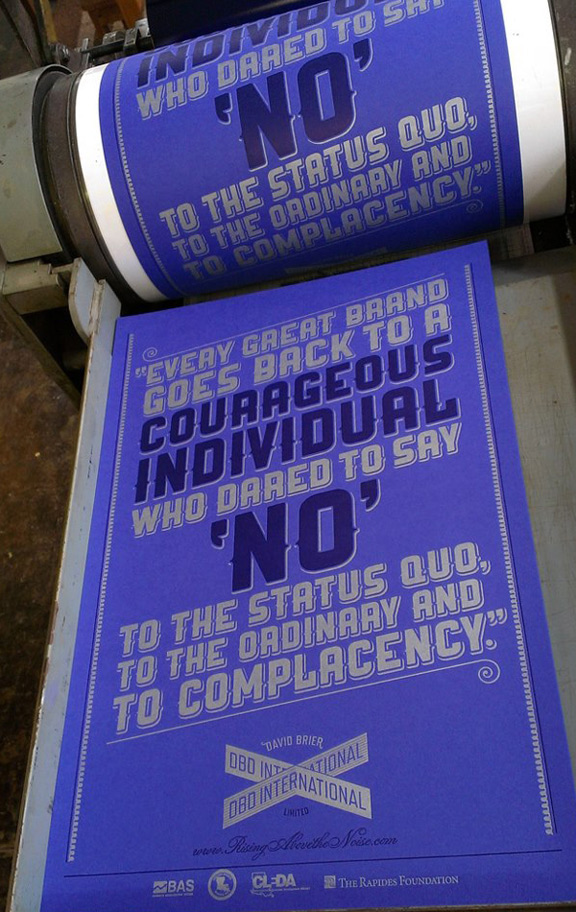 INDIVIDU
WHO DARED TO SAY
'NO'
TO THE STATUS QUO,
TO THE ORDINARY AND
TO COMPLACENCY."
"EVERY GREAT BRAND
GOES BACK TO A
COURAGEOUS
INDIVIDUAL
WHO DARED TO SAY
'NO'
TO THE STATUS QUO,
TO THE ORDINARY AND
TO COMPLACENCY."
DAVID BRIER
DBD INTERNATIONAL
DBD INTERNATIONAL
LIMITED
www.RisingAbovetheNoise.com
BAS CLEDA THE RAPIDES FOUNDATION